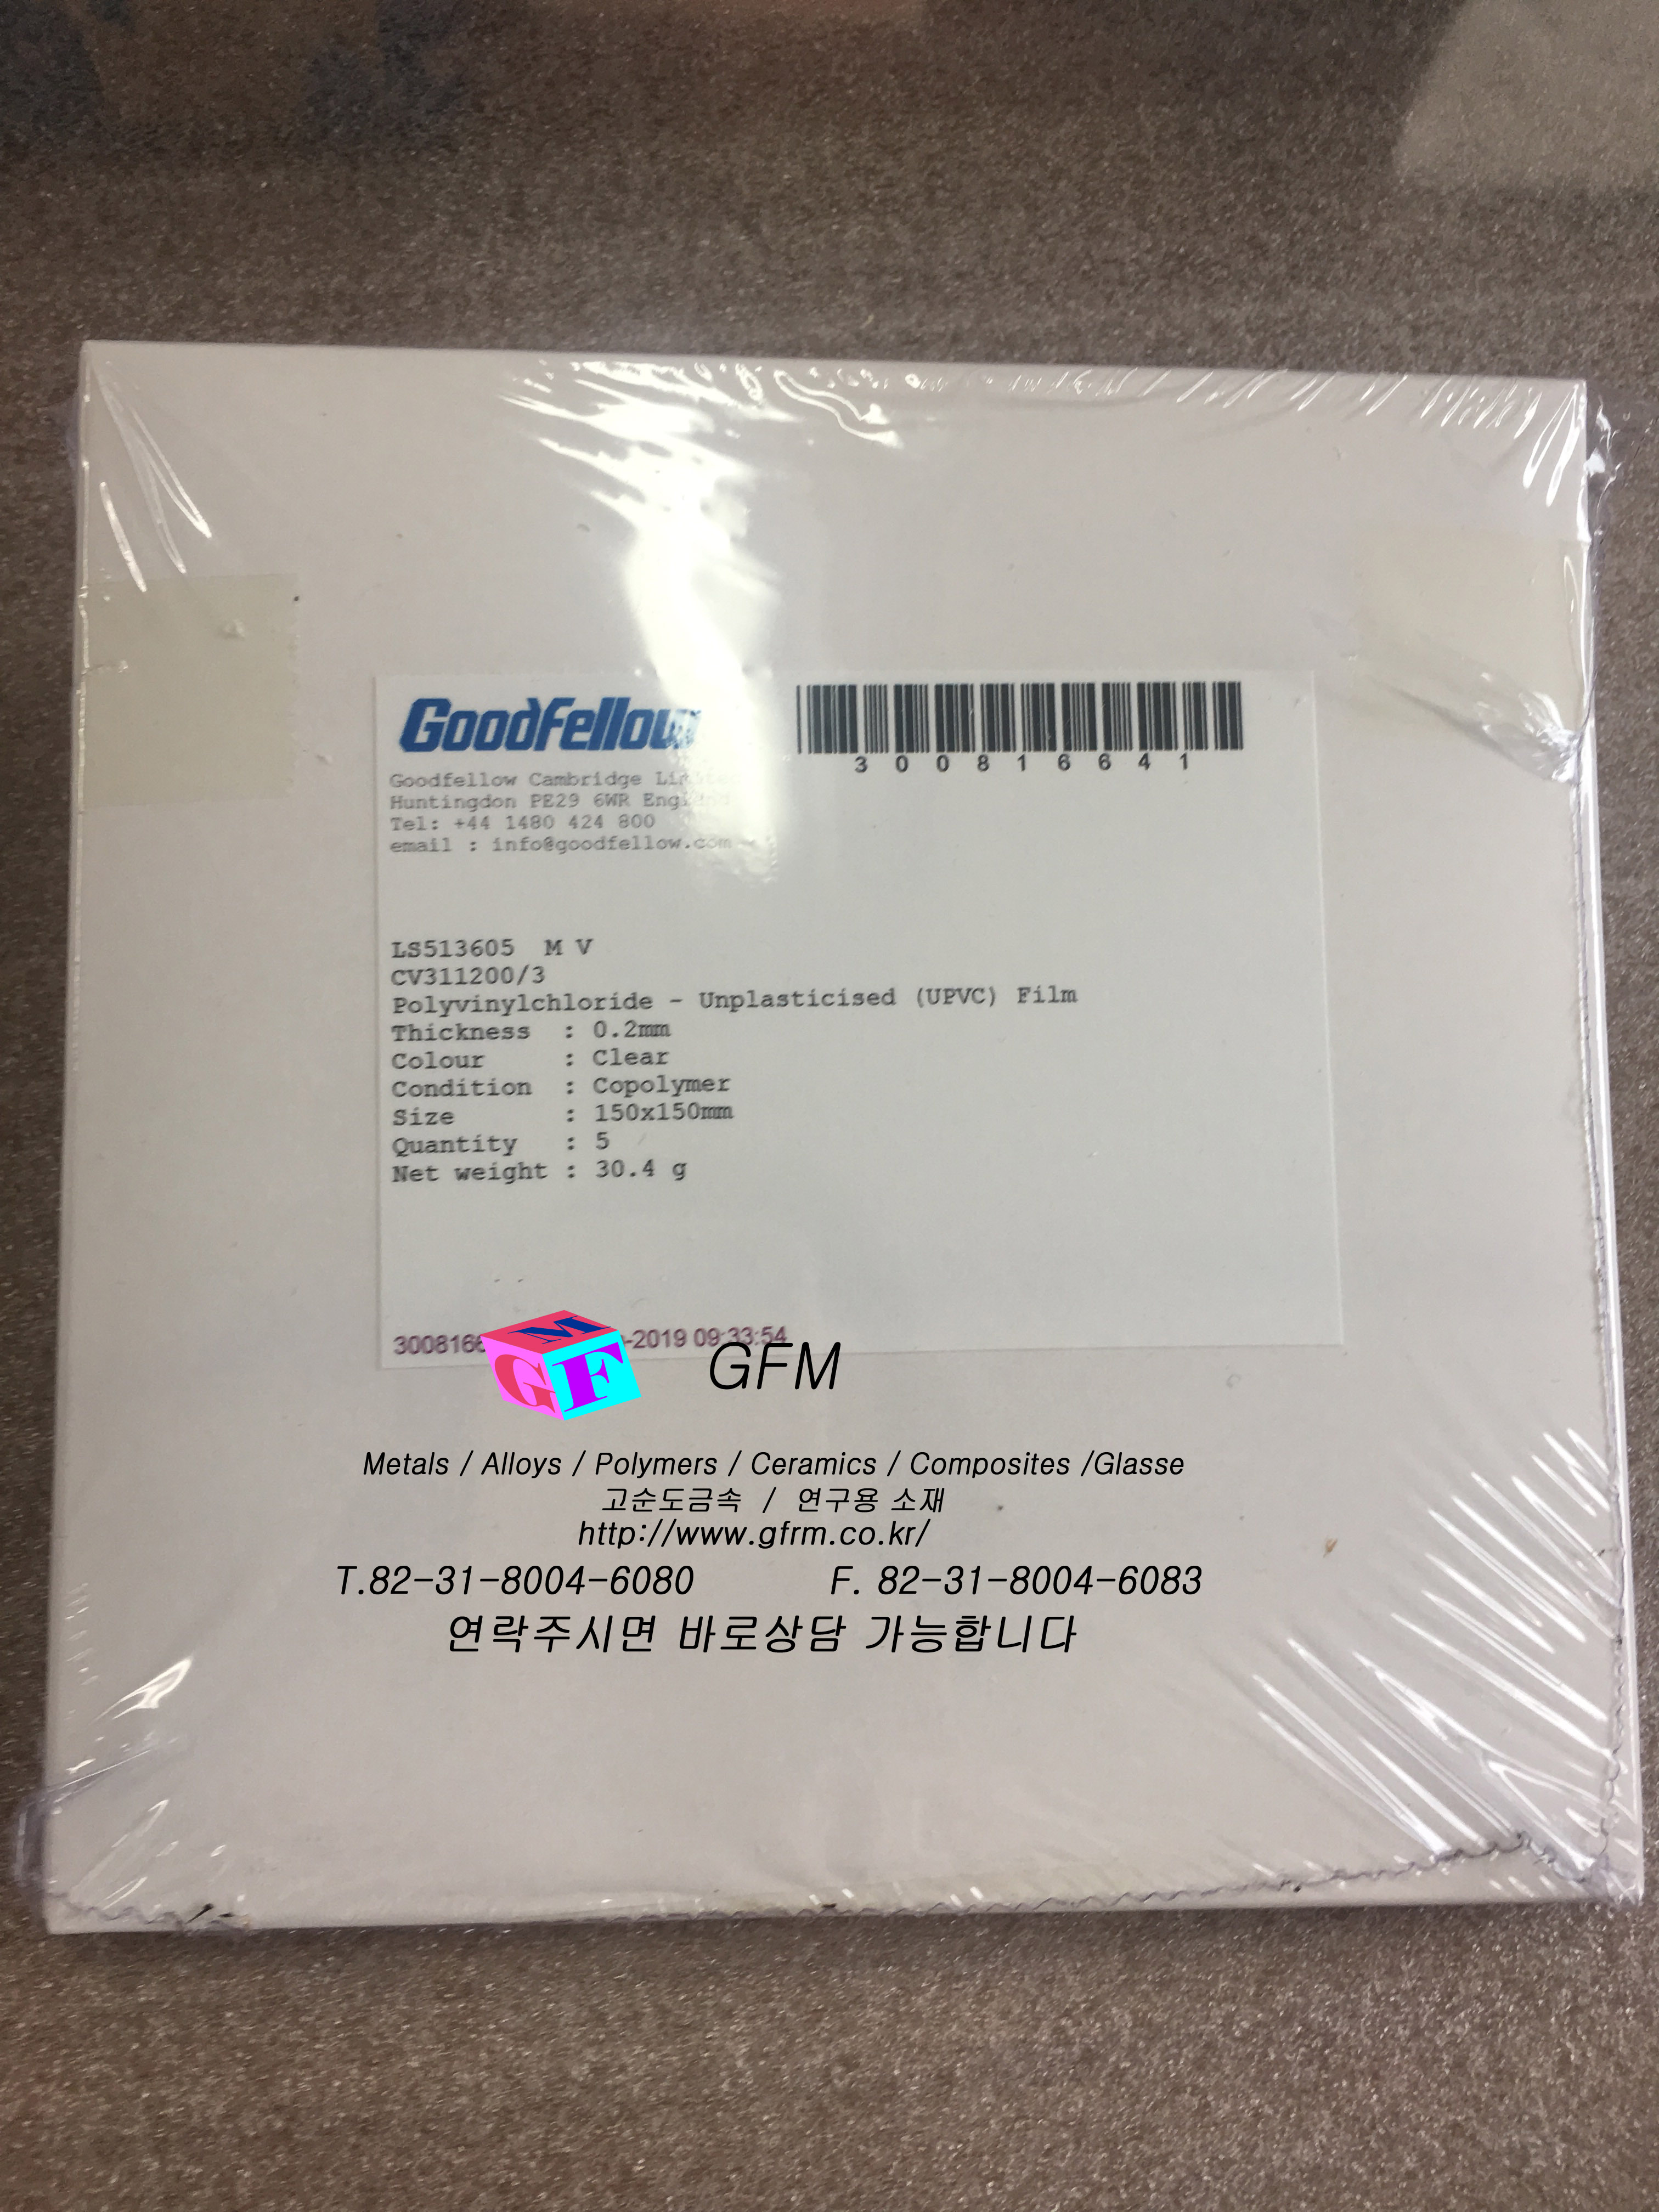 GoodFellow
3 0 0 8 1 6 6 4 1
Goodfellow Cambridge
Huntingdon PE29 6WR England
Tel: +44 1480 424 800
email : info@goodfellow.com
LS513605 M V
CV311200/3
Polyvinylchloride - Unplasticised (UPVC) Film
Thickness : 0.2mm
Colour : Clear
Condition : Copolymer
Size : 150x150mm
Quantity : 5
Net weight : 30.4 g
-2019 09:33:54
M
GF
GFM
Metals / Alloys / Polymers / Ceramics / Composites /Glasse
고순도금속 / 연구용 소재
http://www.gfrm.co.kr/
T.82-31-8004-6080 F. 82-31-8004-6083
연락주시면 바로상담 가능합니다